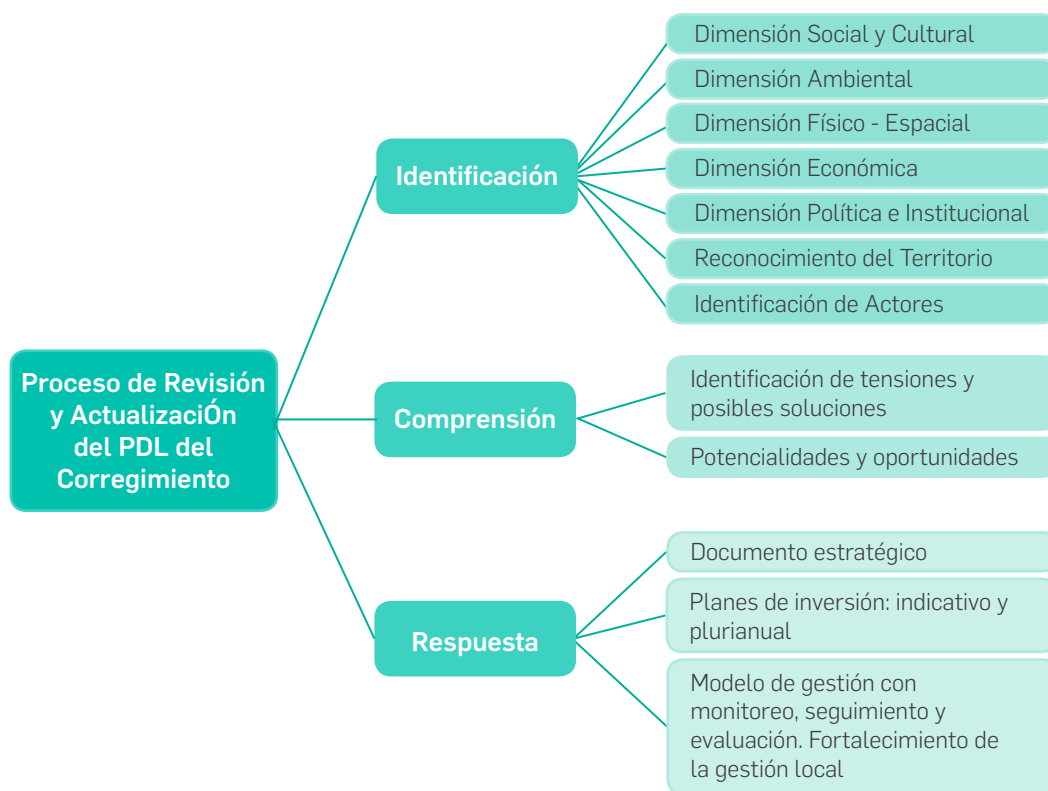 Proceso de Revisión
y ActualizaciÓn
del PDL del
Corregimiento
Identificación
Dimensión Social y Cultural
Dimensión Ambiental
Dimensión Físico - Espacial
Dimensión Económica
Dimensión Política e Institucional
Reconocimiento del Territorio
Identificación de Actores
Comprensión
Identificación de tensiones y
posibles soluciones
Potencialidades y oportunidades
Respuesta
Documento estratégico
Planes de inversión: indicativo y
plurianual
Modelo de gestión con
monitoreo, seguimiento y
evaluación. Fortalecimiento de
la gestión local